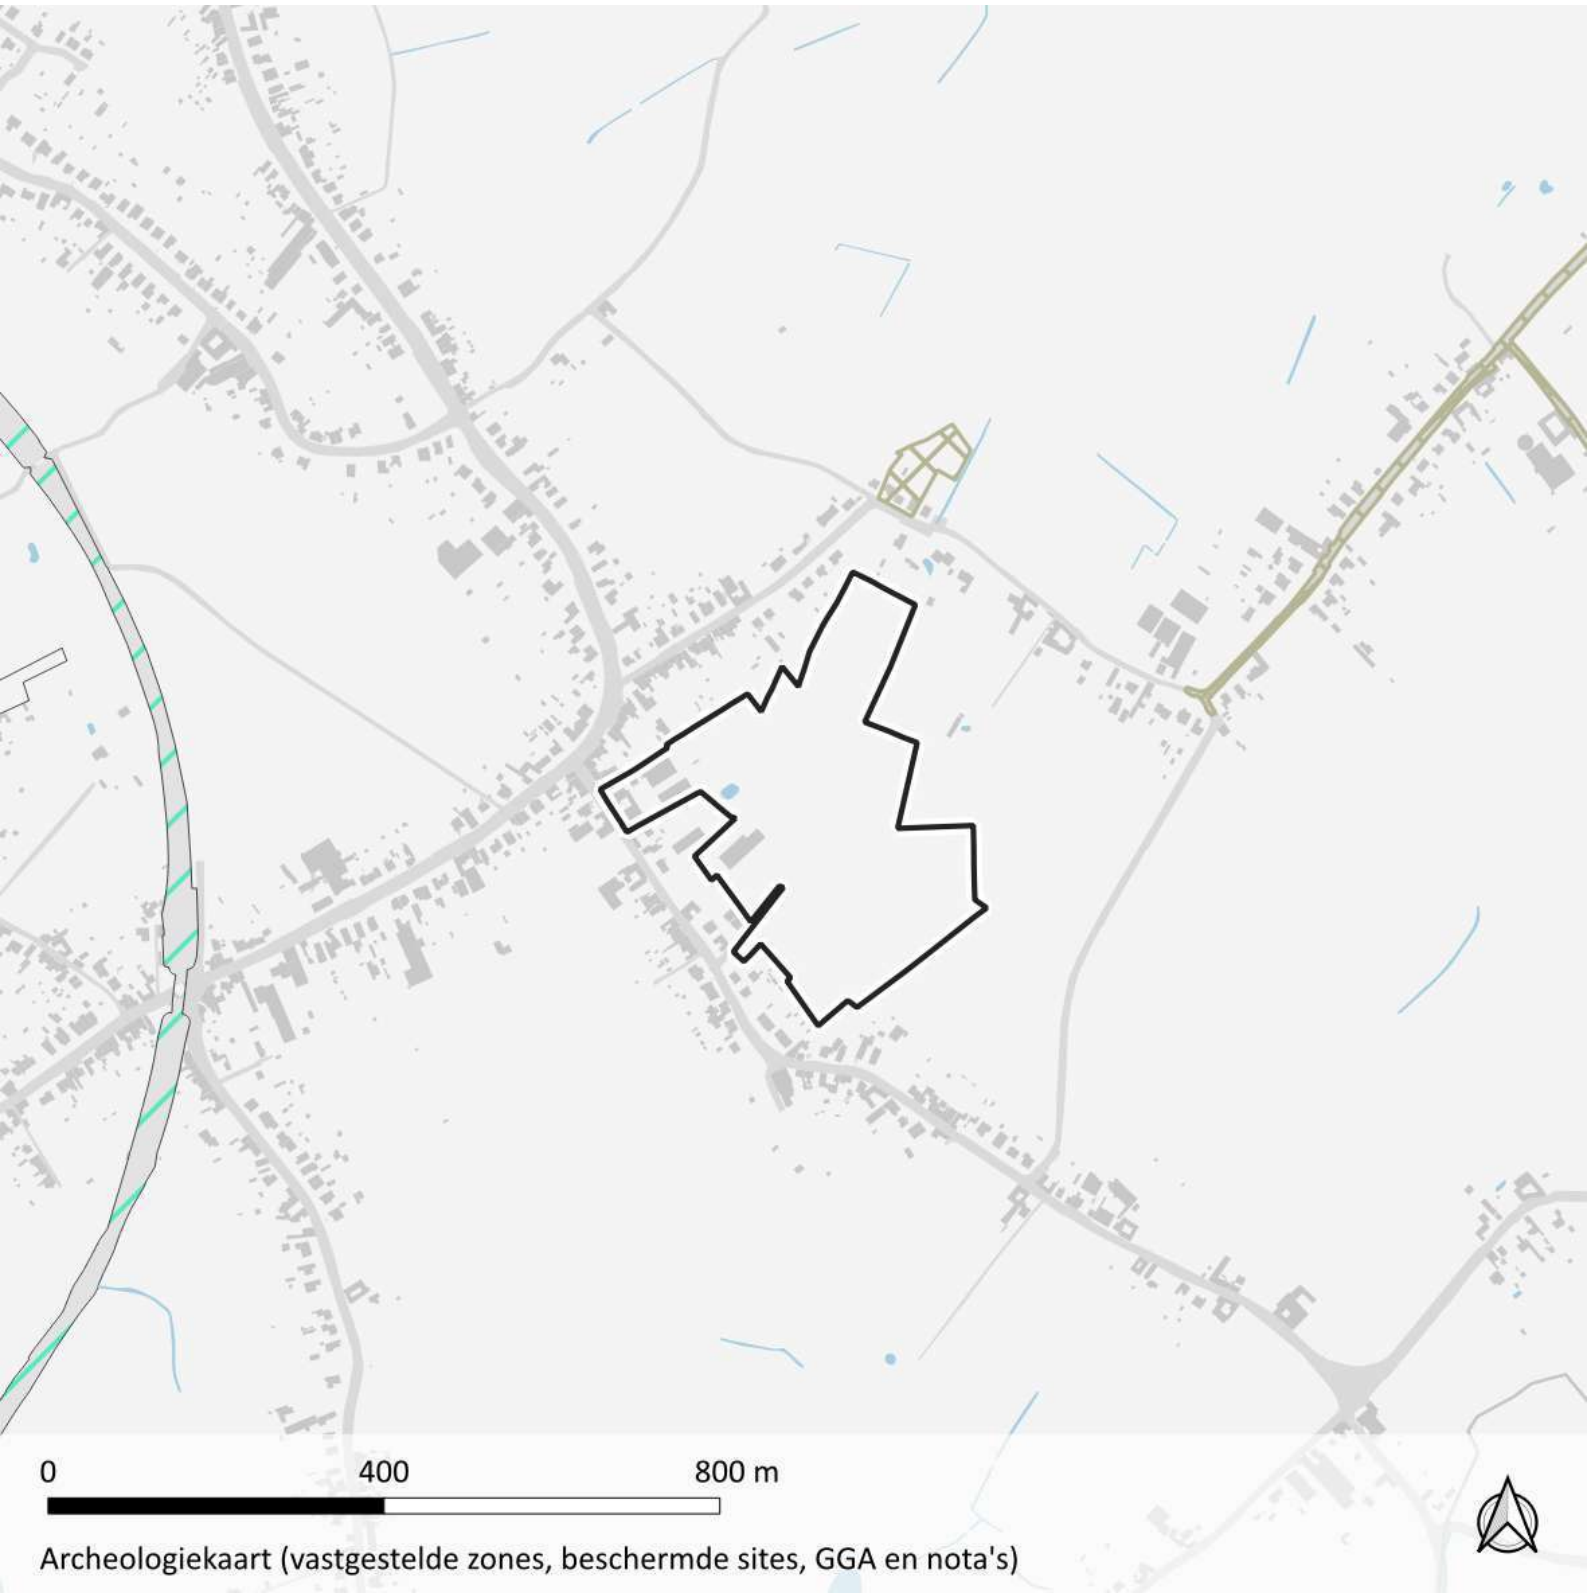 0 400 800 m
Archeologiekaart (vastgestelde zones, beschermde sites, GGA en nota's)